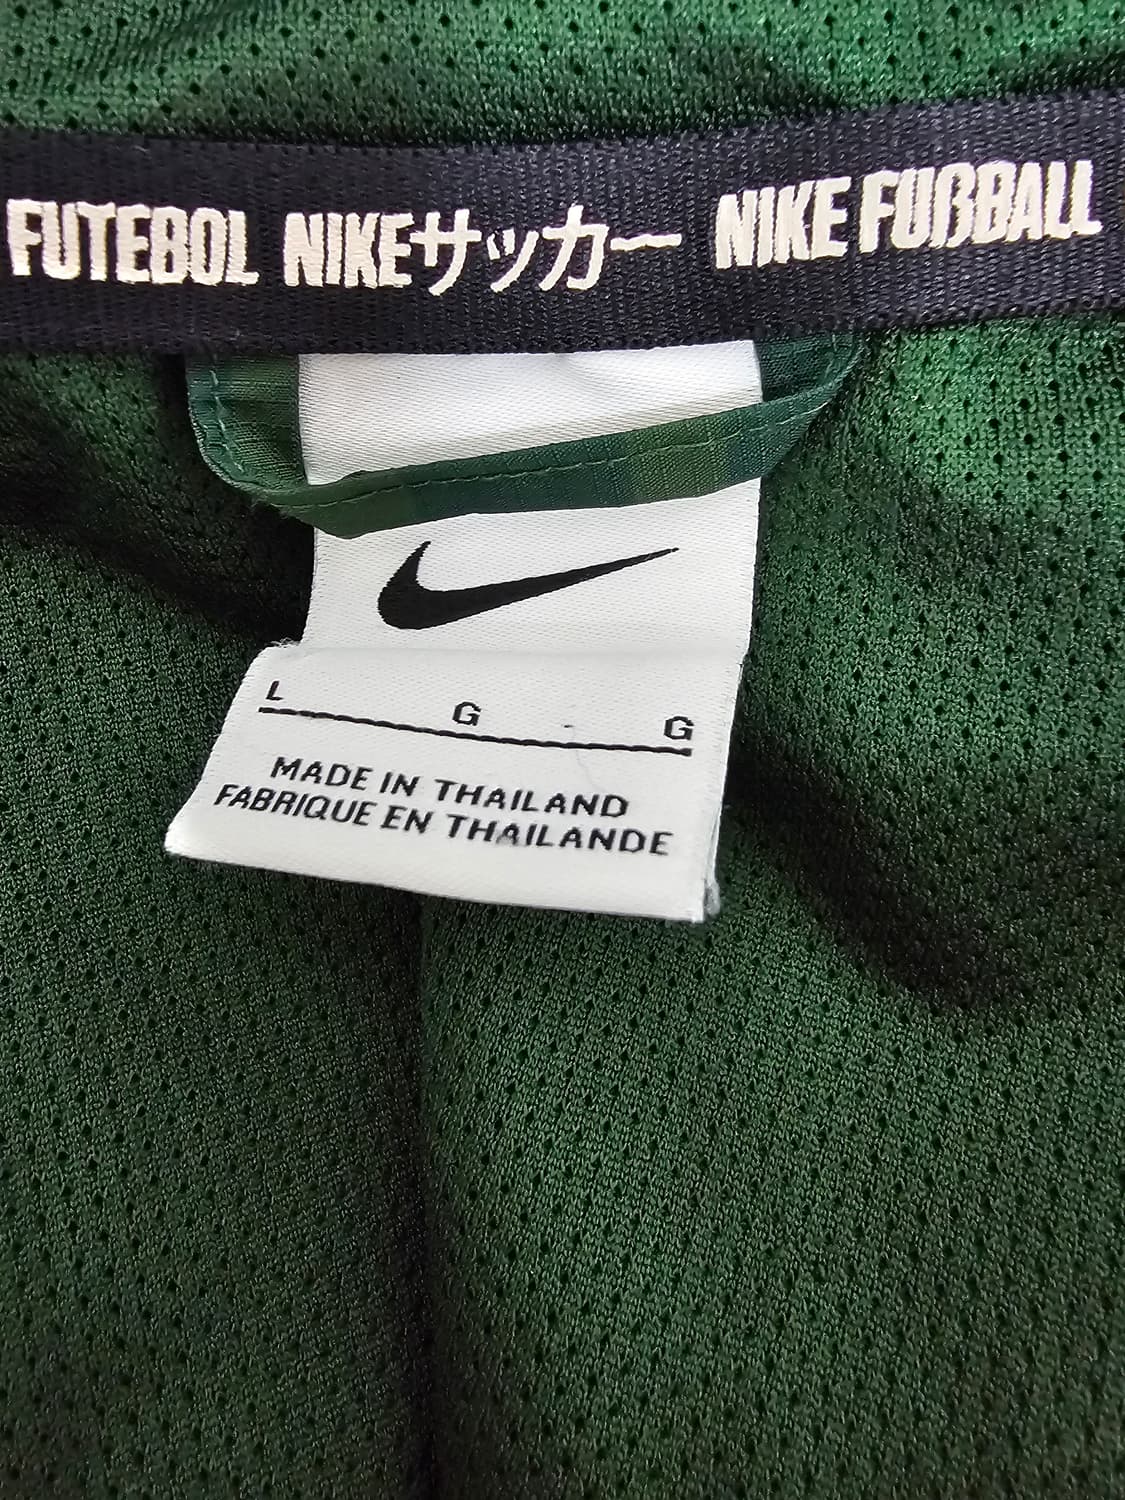 FUTEBOL NIKEサッカー NIKE FUßBALL
L G G
MADE IN THAILAND
FABRIQUE EN THAILANDE